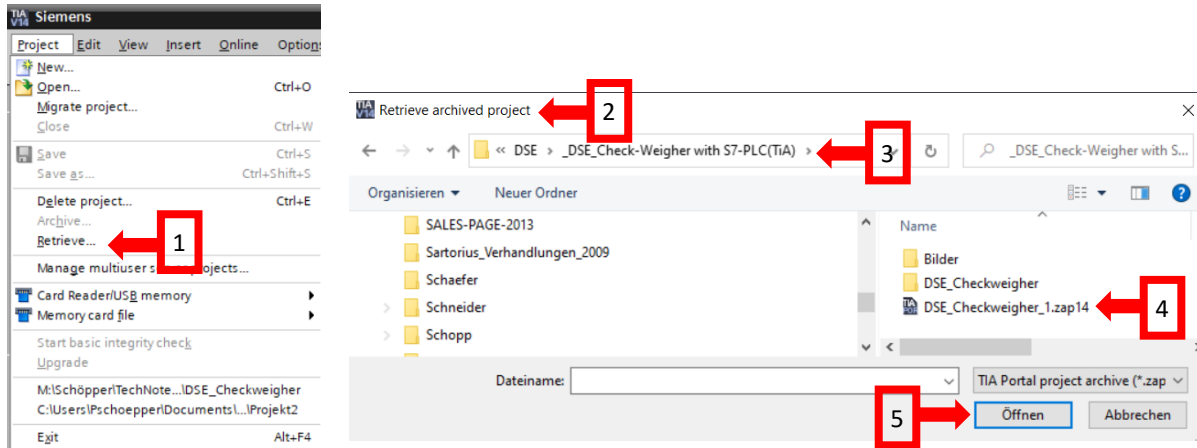 TIA V14 Siemens
Project Edit View Insert Online Options
New...
Open... Ctrl+O
Migrate project...
Close Ctrl+W
Save Ctrl+S
Save as... Ctrl+Shift+S
Delete project... Ctrl+E
Archive...
Retrieve...
1
Manage multiuser projects...
Card Reader/USB memory
Memory card file
Start basic integrity check
Upgrade
M:\Schöpper\TechNote...\DSE_Checkweigher
C:\Users\Pschoepper\Documents\...\Projekt2
Exit Alt+F4
TIA V14 Retrieve archived project
2
« DSE › _DSE_Check-Weigher with S7-PLC(TiA) ›
3
_DSE_Check-Weigher with S...
Organisieren Neuer Ordner
SALES-PAGE-2013
Sartorius_Verhandlungen_2009
Schaefer
Schneider
Schopp
Name
Bilder
DSE_Checkweigher
DSE_Checkweigher_1.zap14
4
Dateiname:
TIA Portal project archive (*.zap
5
Öffnen Abbrechen